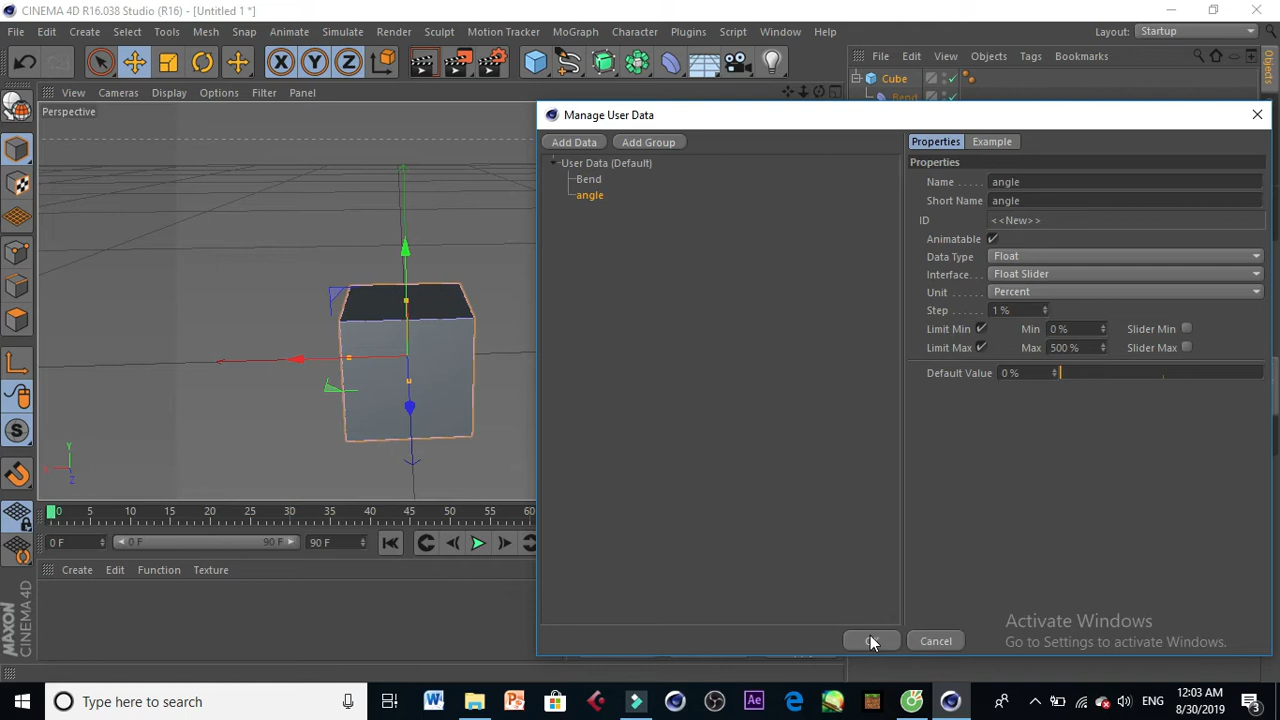 CINEMA 4D R16.038 Studio (R16) - [Untitled 1 *]
File Edit Create Select Tools Mesh Snap Animate Simulate Render Sculpt Motion Tracker MoGraph Character Plugins Script Window Help Layout: Startup
File Edit View Objects Tags Bookmarks
Objects
Cube
Bend
View Cameras Display Options Filter Panel
Perspective
Manage User Data
Add Data Add Group
User Data (Default)
Bend
angle
Properties Example
Properties
Name . . . . . angle
Short Name angle
ID <<New>>
Animatable
Data Type Float
Interface. . . Float Slider
Unit . . . . . . Percent
Step . . . . . . 1 %
Limit Min Min 0 % Slider Min
Limit Max Max 500 % Slider Max
Default Value 0 %
Cancel
Activate Windows
Go to Settings to activate Windows.
Y
X
Z
0 5 10 15 20 25 30 35 40 45 50 55 60
0 F 0 F 90 F 90 F
Create Edit Function Texture
MAXON
CINEMA 4D
Type here to search
ENG
12:03 AM
8/30/2019
3